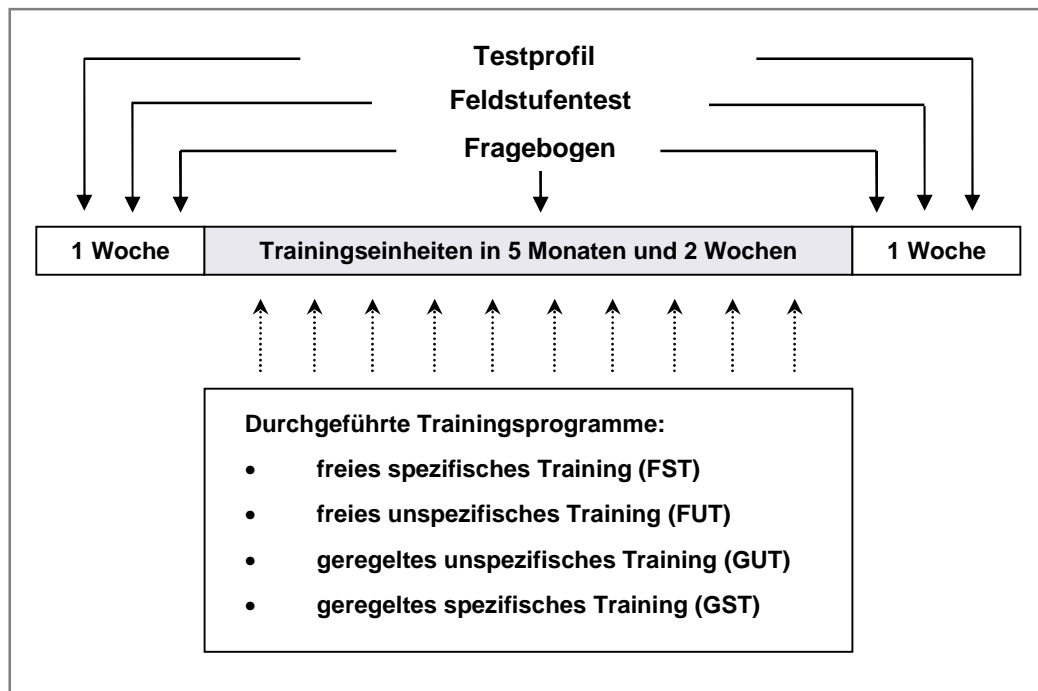 Testprofil
Feldstufentest
Fragebogen
1 Woche Trainingseinheiten in 5 Monaten und 2 Wochen 1 Woche
Durchgeführte Trainingsprogramme:
• freies spezifisches Training (FST)
• freies unspezifisches Training (FUT)
• geregeltes unspezifisches Training (GUT)
• geregeltes spezifisches Training (GST)